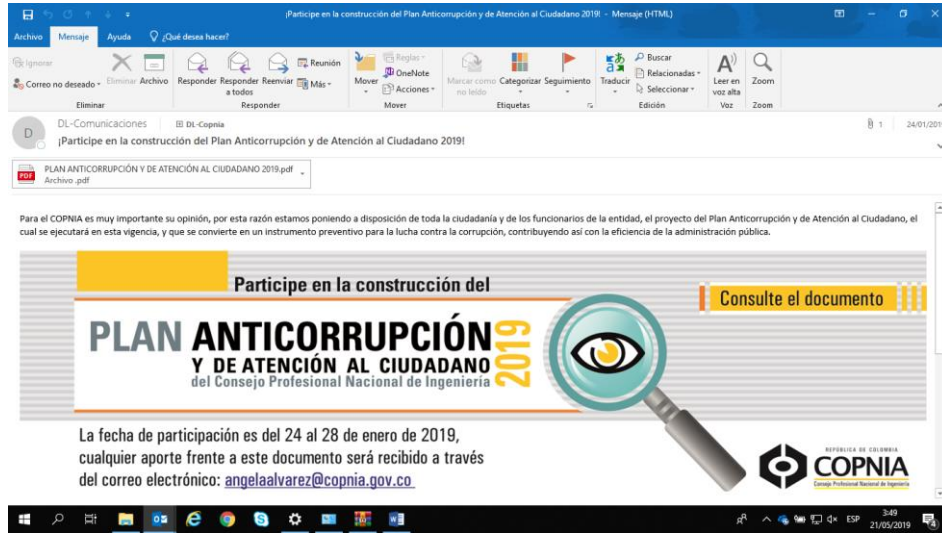 ¡Participe en la construcción del Plan Anticorrupción y de Atención al Ciudadano 2019! - Mensaje (HTML)
Archivo Mensaje Ayuda ¿Qué desea hacer?
Ignorar
Correo no deseado
Eliminar
Archivo
Responder
Responder a todos
Reenviar
Reunión
Más
Mover
Reglas
OneNote
Acciones
Marcar como no leído
Categorizar
Seguimiento
Traducir
Buscar
Relacionadas
Seleccionar
Leer en voz alta
Zoom
Eliminar Responder Mover Etiquetas Edición Voz Zoom
D
DL-Comunicaciones DL-Copnia
1 24/01/201
¡Participe en la construcción del Plan Anticorrupción y de Atención al Ciudadano 2019!
PDF
PLAN ANTICORRUPCIÓN Y DE ATENCIÓN AL CIUDADANO 2019.pdf
Archivo .pdf
Para el COPNIA es muy importante su opinión, por esta razón estamos poniendo a disposición de toda la ciudadanía y de los funcionarios de la entidad, el proyecto del Plan Anticorrupción y de Atención al Ciudadano, el
cual se ejecutará en esta vigencia, y que se convierte en un instrumento preventivo para la lucha contra la corrupción, contribuyendo así con la eficiencia de la administración pública.
Participe en la construcción del
PLAN ANTICORRUPCIÓN
Y DE ATENCIÓN AL CIUDADANO
del Consejo Profesional Nacional de Ingeniería
2019
Consulte el documento
La fecha de participación es del 24 al 28 de enero de 2019,
cualquier aporte frente a este documento será recibido a través
del correo electrónico: angelaalvarez@copnia.gov.co
REPÚBLICA DE COLOMBIA
COPNIA
Consejo Profesional Nacional de Ingeniería
ESP
3:49
21/05/2019
4